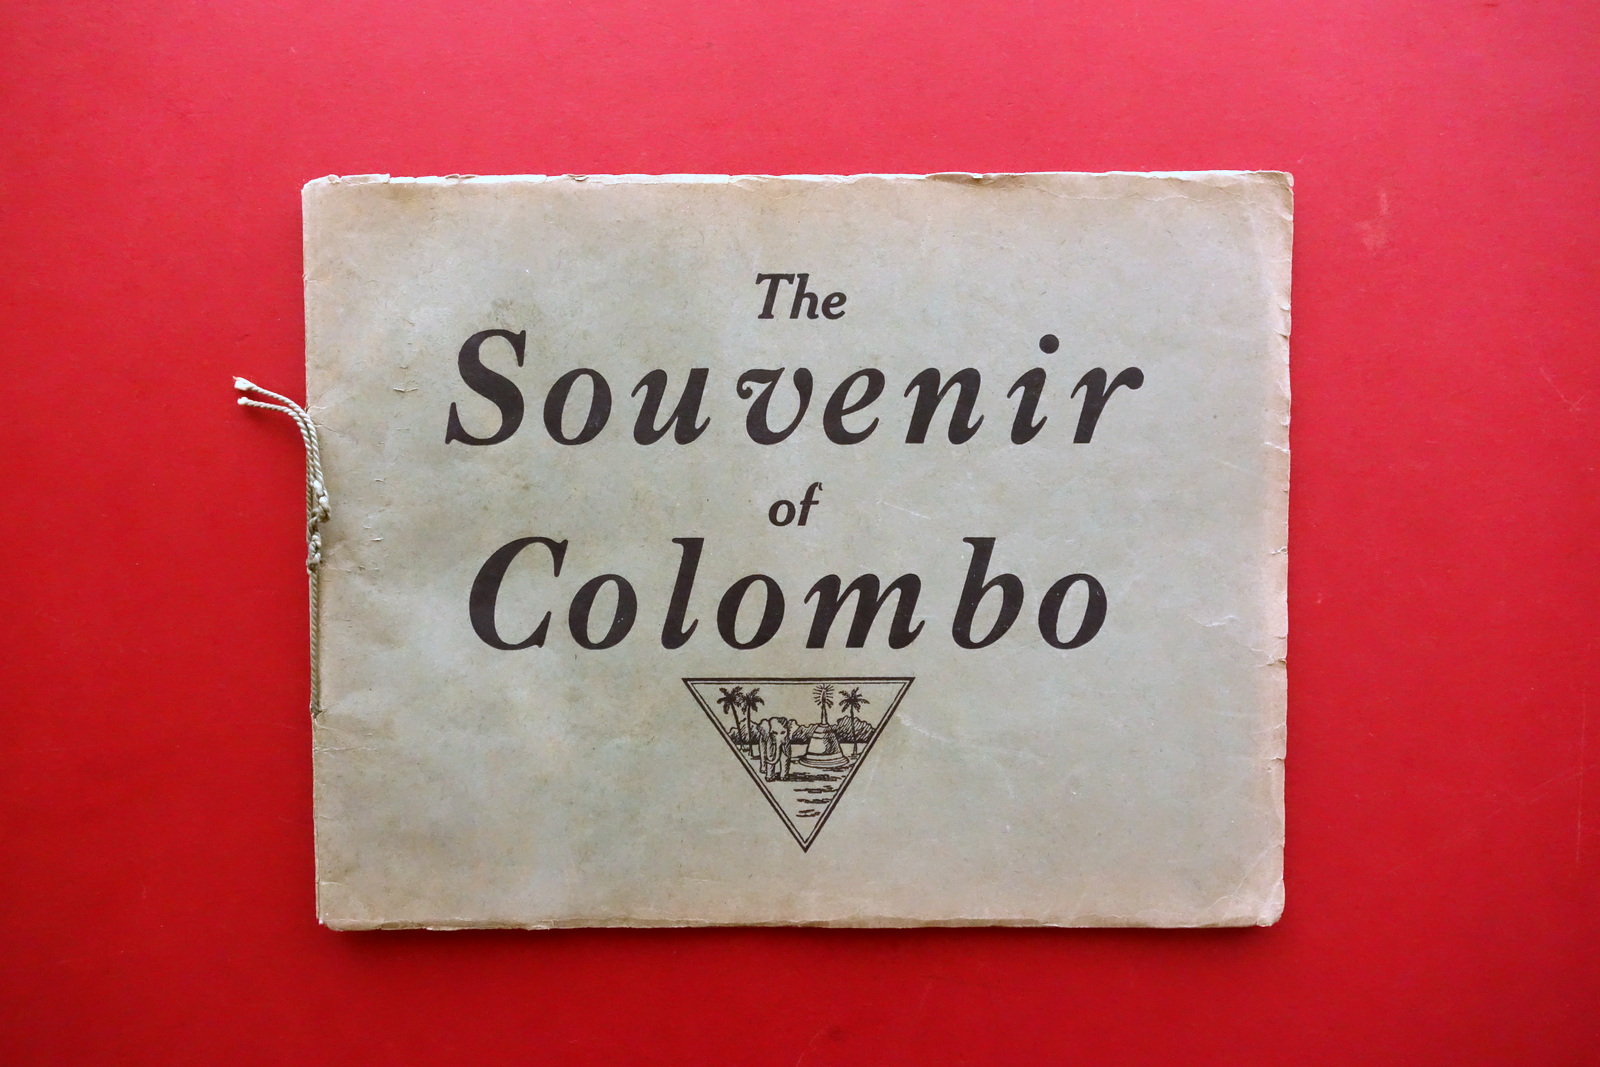 The
Souvenir
of
Colombo